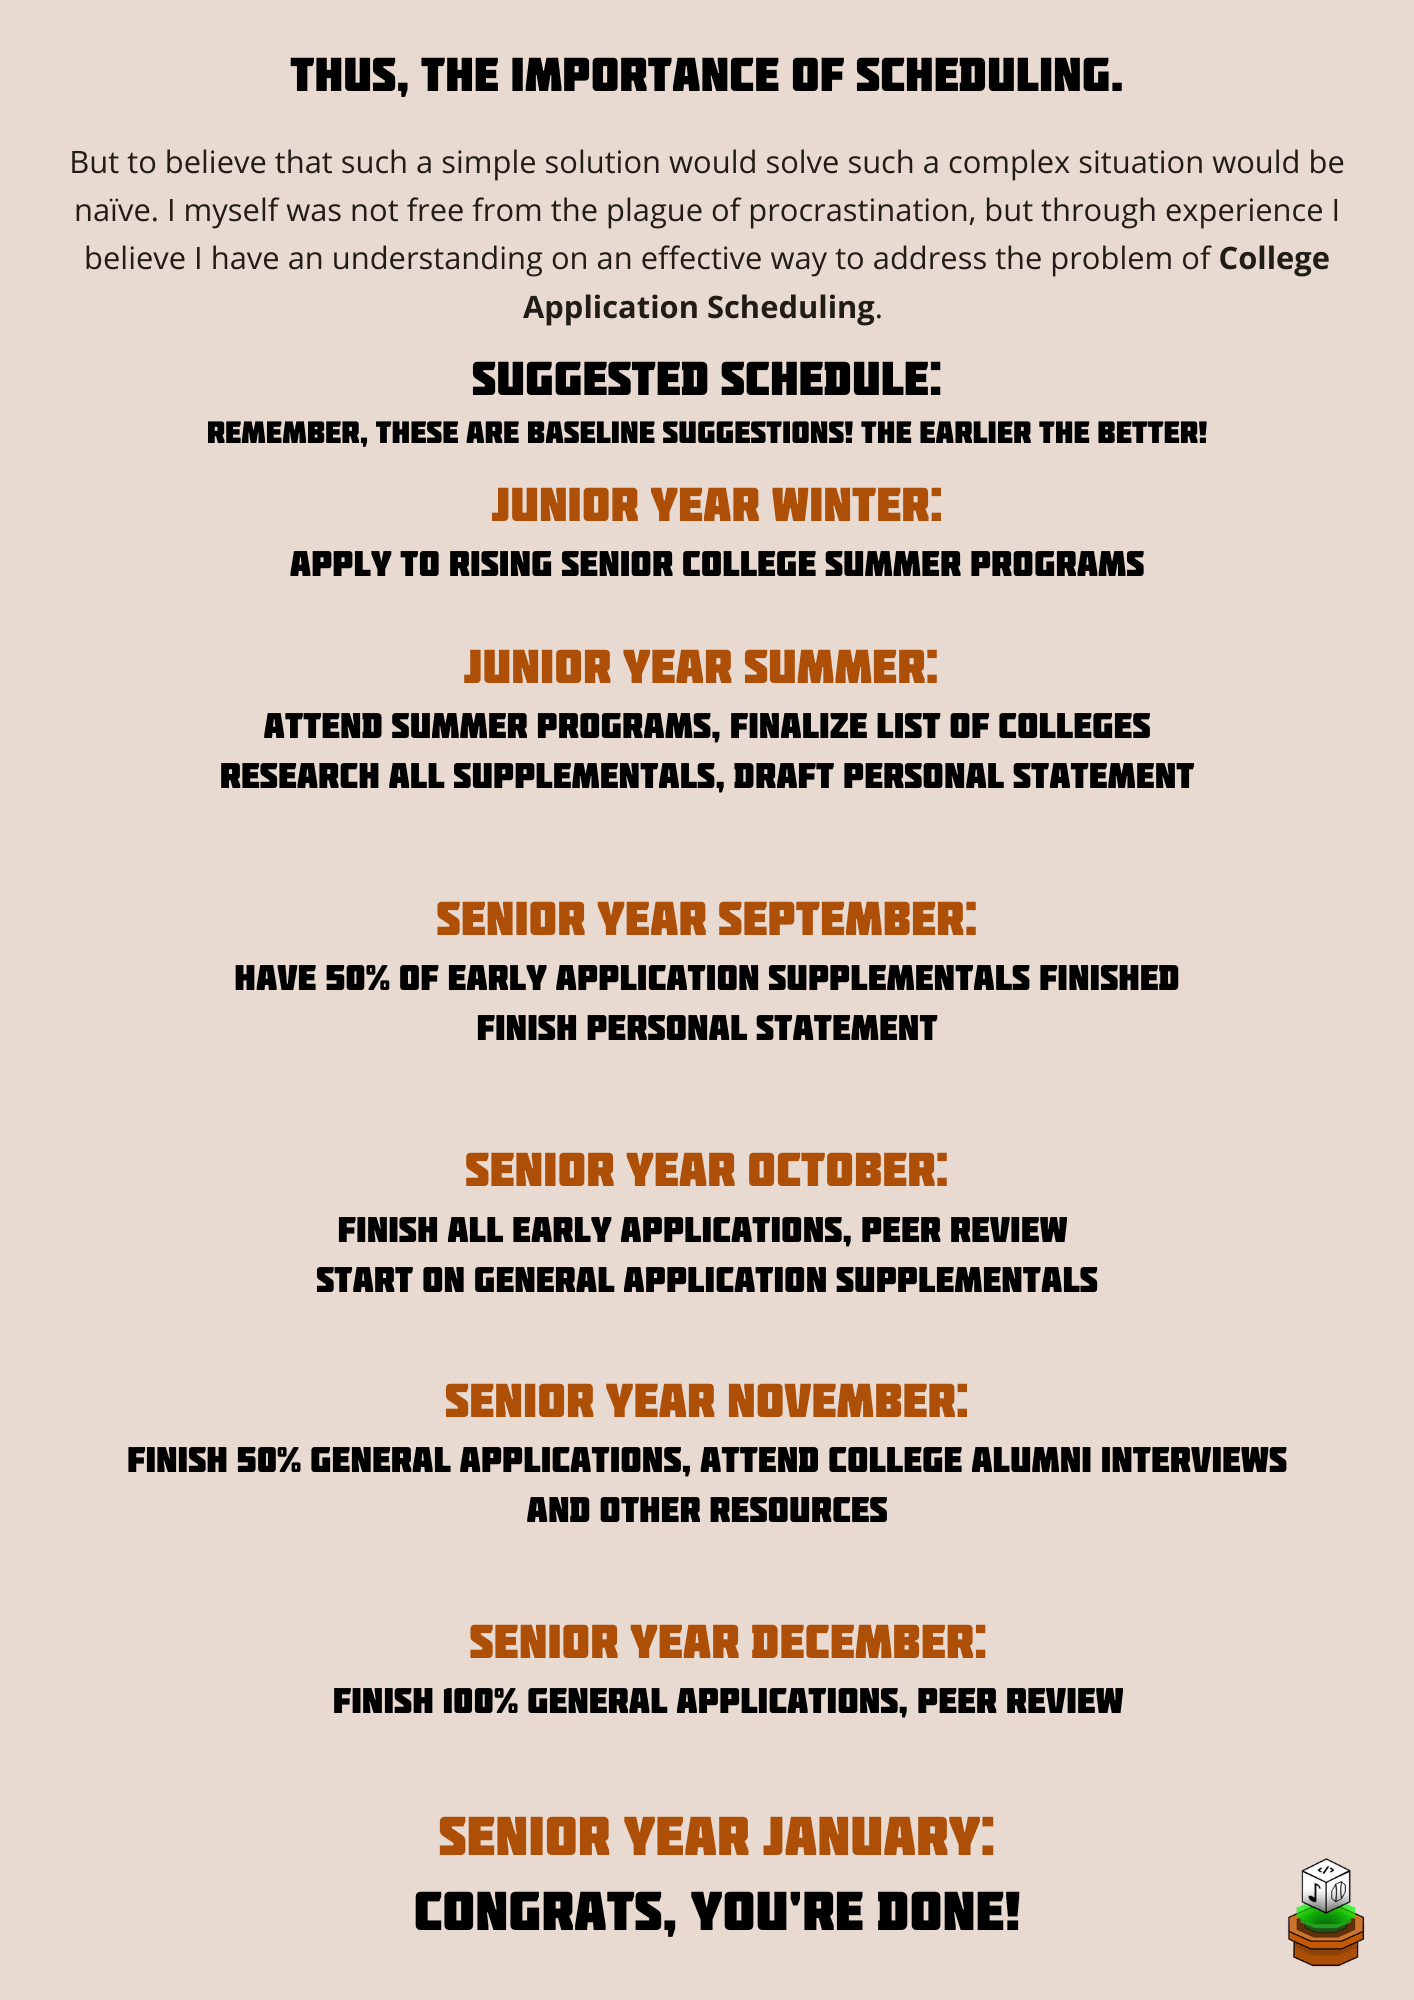 THUS, THE IMPORTANCE OF SCHEDULING.
But to believe that such a simple solution would solve such a complex situation would be
naïve. I myself was not free from the plague of procrastination, but through experience I
believe I have an understanding on an effective way to address the problem of College
Application Scheduling.
SUGGESTED SCHEDULE:
REMEMBER, THESE ARE BASELINE SUGGESTIONS! THE EARLIER THE BETTER!
JUNIOR YEAR WINTER:
APPLY TO RISING SENIOR COLLEGE SUMMER PROGRAMS
JUNIOR YEAR SUMMER:
ATTEND SUMMER PROGRAMS, FINALIZE LIST OF COLLEGES
RESEARCH ALL SUPPLEMENTALS, DRAFT PERSONAL STATEMENT
SENIOR YEAR SEPTEMBER:
HAVE 50% OF EARLY APPLICATION SUPPLEMENTALS FINISHED
FINISH PERSONAL STATEMENT
SENIOR YEAR OCTOBER:
FINISH ALL EARLY APPLICATIONS, PEER REVIEW
START ON GENERAL APPLICATION SUPPLEMENTALS
SENIOR YEAR NOVEMBER:
FINISH 50% GENERAL APPLICATIONS, ATTEND COLLEGE ALUMNI INTERVIEWS
AND OTHER RESOURCES
SENIOR YEAR DECEMBER:
FINISH 100% GENERAL APPLICATIONS, PEER REVIEW
SENIOR YEAR JANUARY:
CONGRATS, YOU'RE DONE!